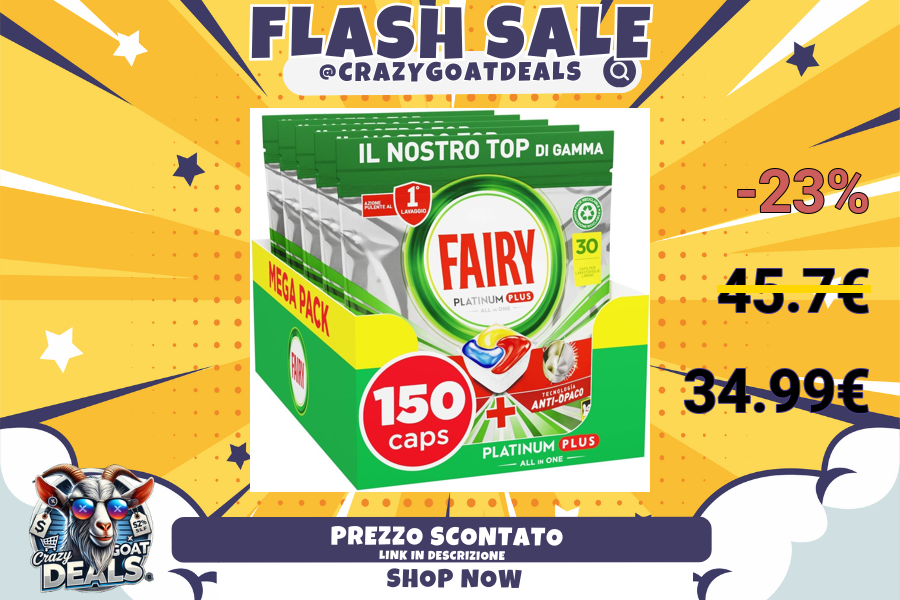 FLASH SALE
@CRAZYGOATDEALS
-23%
45.7€
34.99€
IL NOSTRO TOP DI GAMMA
AZIONE
PULENTE AL
1°
LAVAGGIO
30
FAIRY
PLATINUM PLUS
ALL IN ONE
MEGA PACK
FAIRY
150
caps
TECNOLOGIA
ANTI-OPACO
+
PLATINUM PLUS
ALL IN ONE
$
52%
Crazy
GOAT
DEALS
PREZZO SCONTATO
LINK IN DESCRIZIONE
SHOP NOW